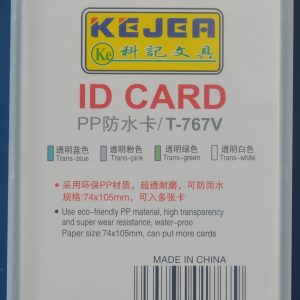 KEJEA
Ke 科記文具
ID CARD
PP防水卡/T-767V
透明蓝色 透明粉色 透明绿色 透明白色
Trans-blue Trans-pink Trans-green Trans-white
● 采用环保PP材质，超透耐磨，可防雨水
规格:74x105mm，可入多张卡
● Use eco-friendly PP material, high transparency
and super wear resistance, water-proo
Paper size:74x105mm, can put more cards
MADE IN CHINA